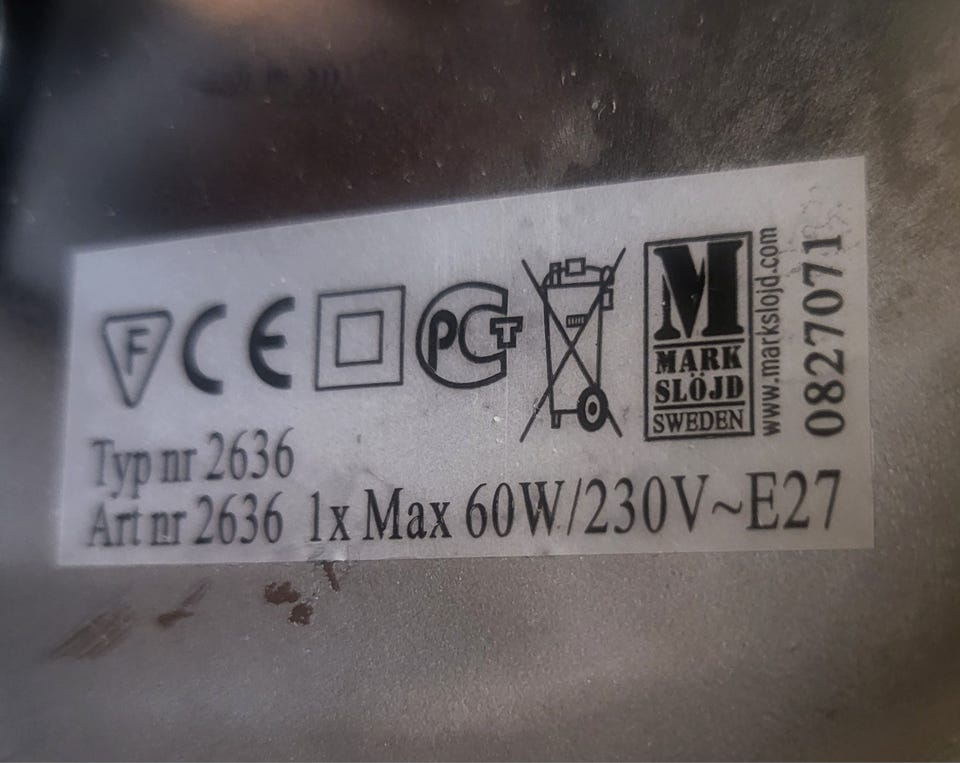 F
CE
PCT
M
MARK
SLÖJD
SWEDEN
www.markslojd.com
0827071
Typ nr 2636
Art nr 2636 1x Max 60W/230V~E27